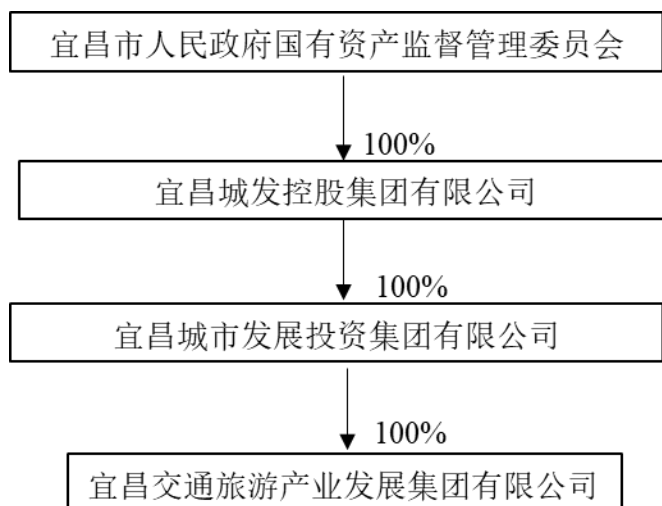 宜昌市人民政府国有资产监督管理委员会
100%
宜昌城发控股集团有限公司
100%
宜昌城市发展投资集团有限公司
100%
宜昌交通旅游产业发展集团有限公司